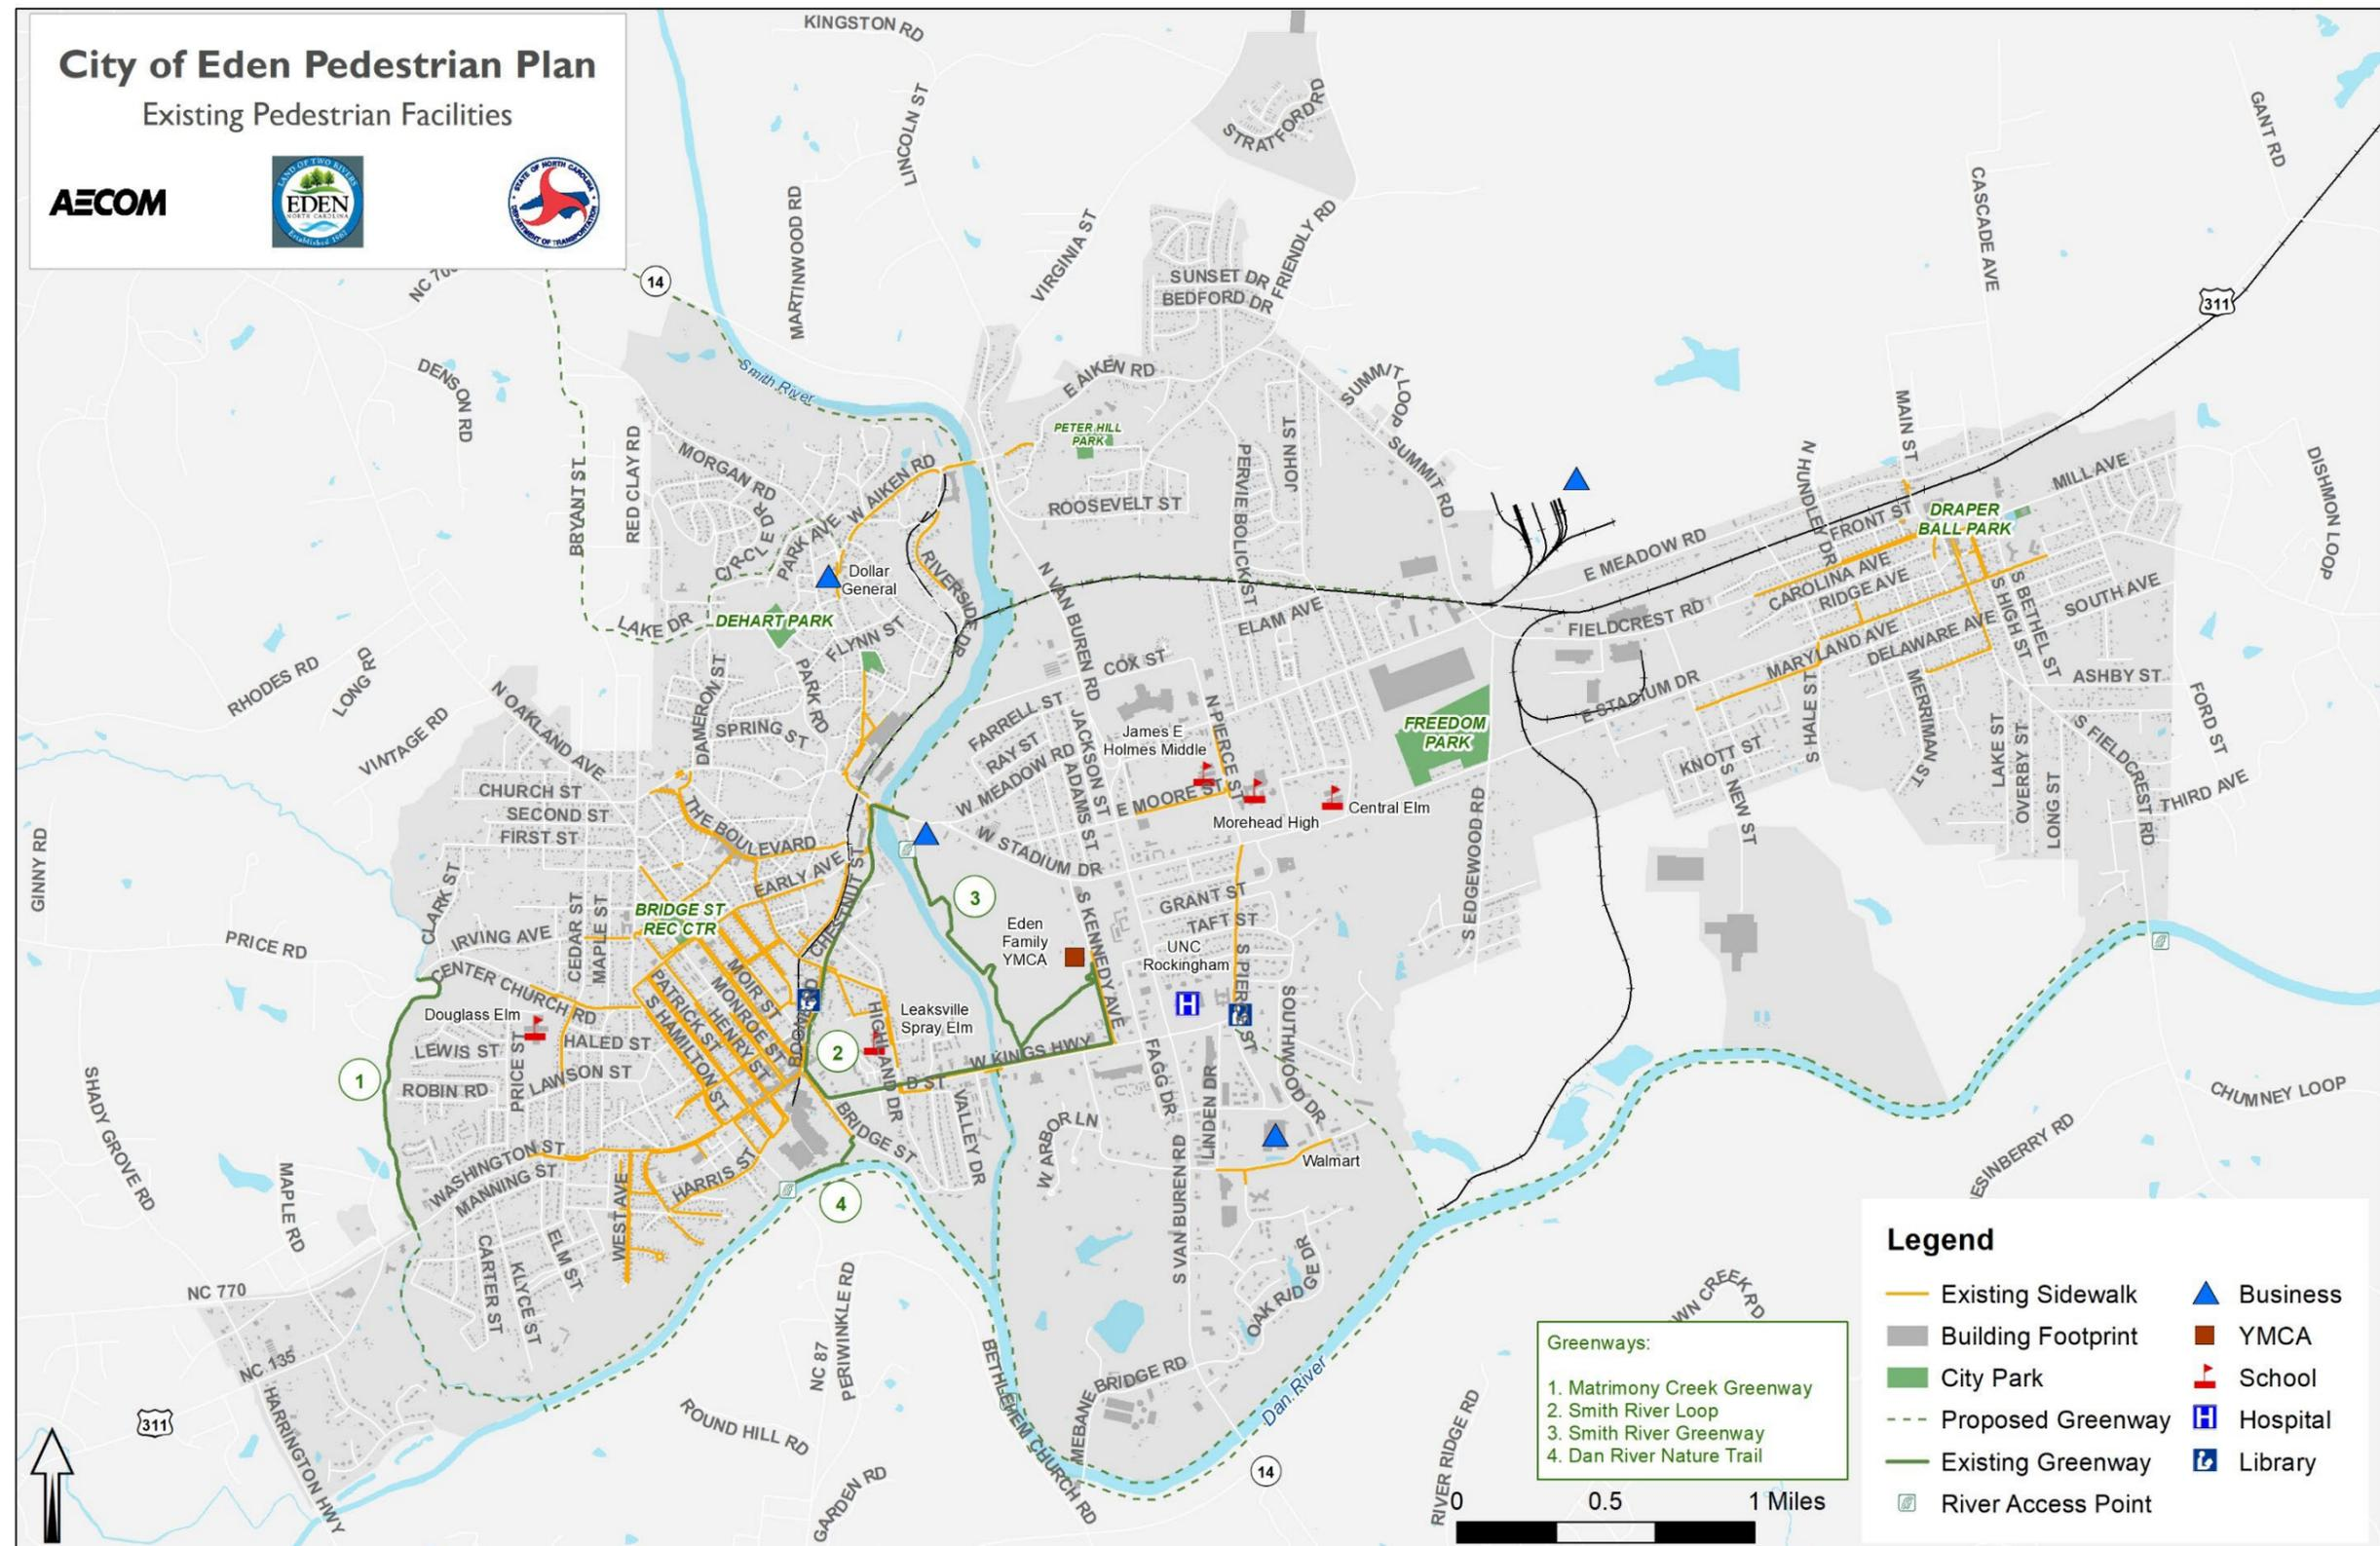 City of Eden Pedestrian Plan
Existing Pedestrian Facilities
AECOM
LAND OF TWO RIVERS
EDEN
NORTH CAROLINA
Established 1967
STATE OF NORTH CAROLINA
DEPARTMENT OF TRANSPORTATION
KINGSTON RD
LINCOLN ST
STRATFORD RD
GANT RD
CASCADE AVE
MARTINWOOD RD
VIRGINIA ST
FRIENDLY RD
SUNSET DR
BEDFORD DR
14
311
Smith River
DENSON RD
E AIKEN RD
SUMMIT LOOP
PETER HILL
PARK
MAIN ST
BRYANT ST
RED CLAY RD
MORGAN RD
W AIKEN RD
JOHN ST
PERVIE BOLICK ST
SUMMIT RD
N HUNDLEY DR
MILL AVE
DISHMON LOOP
ROOSEVELT ST
CIRCLE DR
PARK AVE
RIVERSIDE DR
N VAN BUREN RD
E MEADOW RD
FRONT ST
DRAPER
BALL PARK
Dollar
General
LAKE DR
DEHART PARK
FLYNN ST
ELAM AVE
FIELDCREST RD
CAROLINA AVE
RIDGE AVE
MARYLAND AVE
DELAWARE AVE
S HIGH ST
S BETHEL ST
SOUTH AVE
ASHBY ST
RHODES RD
LONG RD
VINTAGE RD
N OAKLAND AVE
DAMERON ST
PARK RD
SPRING ST
COX ST
FARRELL ST
RAY ST
W MEADOW RD
JACKSON ST
ADAMS ST
James E
Holmes Middle
N PIERCE ST
E MOORE ST
FREEDOM
PARK
E STADIUM DR
KNOTT ST
S NEW ST
S HALE ST
MERRIMAN ST
LAKE ST
OVERBY ST
LONG ST
S FIELDCREST RD
FORD ST
THIRD AVE
CHURCH ST
SECOND ST
FIRST ST
THE BOULEVARD
EARLY AVE
CHESTNUT ST
W STADIUM DR
Morehead High
Central Elm
GINNY RD
CLARK ST
PRICE RD
IRVING AVE
CEDAR ST
MAPLE ST
BRIDGE ST
REC CTR
3
Eden
Family
YMCA
S KENNEDY AVE
GRANT ST
TAFT ST
UNC
Rockingham
S PIERCE ST
S EDGEWOOD RD
CENTER CHURCH RD
MOIR ST
MONROE ST
PATRICK ST
HENRY ST
S HAMILTON ST
HIGHLAND DR
Leaksville
Spray Elm
SOUTHWOOD DR
Douglass Elm
LEWIS ST
HALED ST
PRICE ST
LAWSON ST
ROBIN RD
1
2
W KINGS HWY
D ST
FAGG DR
LINDEN DR
SHADY GROVE RD
WASHINGTON ST
MANNING ST
HARRIS ST
BRIDGE ST
VALLEY DR
W ARBOR LN
Walmart
CHUMNEY LOOP
MAPLE RD
WEST AVE
4
S VAN BUREN RD
CARTER ST
KLYCE ST
ELM ST
NC 770
NC 135
311
HARRINGTON HWY
NC 87
PERIWINKLE RD
ROUND HILL RD
GARDEN RD
BETHLEHEM CHURCH RD
MEBANE BRIDGE RD
OAK RIDGE DR
Dan River
14
RIVER RIDGE RD
Greenways:
1. Matrimony Creek Greenway
2. Smith River Loop
3. Smith River Greenway
4. Dan River Nature Trail
0 0.5 1 Miles
Legend
Existing Sidewalk
Building Footprint
City Park
Proposed Greenway
Existing Greenway
River Access Point
Business
YMCA
School
H Hospital
Library